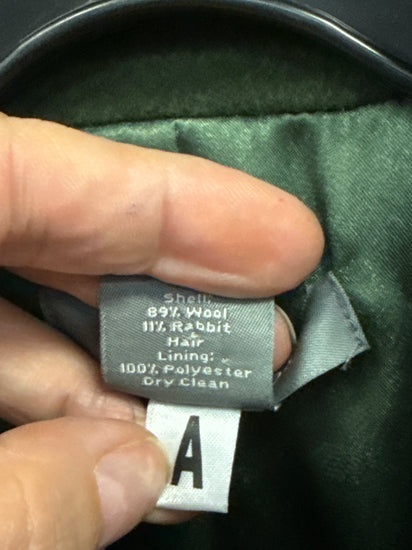 Shell:
89% Wool
11% Rabbit
Hair
Lining:
100% Polyester
Dry Clean
A